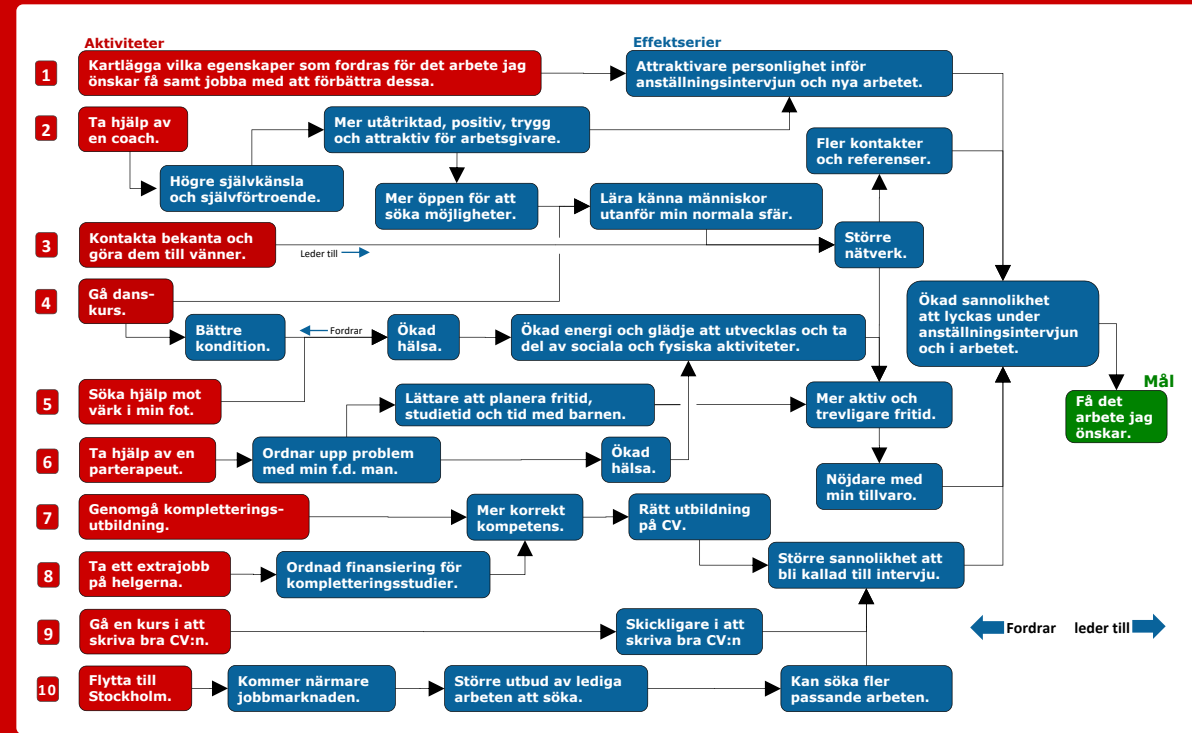 Aktiviteter
Effektserier
1
Kartlägga vilka egenskaper som fordras för det arbete jag
önskar få samt jobba med att förbättra dessa.
Attraktivare personlighet inför
anställningsintervjun och nya arbetet.
2
Ta hjälp av
en coach.
Mer utåtriktad, positiv, trygg
och attraktiv för arbetsgivare.
Fler kontakter
och referenser.
Högre självkänsla
och självförtroende.
Mer öppen för att
söka möjligheter.
Lära känna människor
utanför min normala sfär.
3
Kontakta bekanta och
göra dem till vänner.
Leder till
Större
nätverk.
4
Gå dans-
kurs.
Bättre
kondition.
Fordrar
Ökad
hälsa.
Ökad energi och glädje att utvecklas och ta
del av sociala och fysiska aktiviteter.
Ökad sannolikhet
att lyckas under
anställningsintervjun
och i arbetet.
Mål
Få det
arbete jag
önskar.
5
Söka hjälp mot
värk i min fot.
Lättare att planera fritid,
studietid och tid med barnen.
Mer aktiv och
trevligare fritid.
6
Ta hjälp av en
parterapeut.
Ordnar upp problem
med min f.d. man.
Ökad
hälsa.
Nöjdare med
min tillvaro.
7
Genomgå kompletterings-
utbildning.
Mer korrekt
kompetens.
Rätt utbildning
på CV.
8
Ta ett extrajobb
på helgerna.
Ordnad finansiering för
kompletteringsstudier.
Större sannolikhet att
bli kallad till intervju.
9
Gå en kurs i att
skriva bra CV:n.
Skickligare i att
skriva bra CV:n
Fordrar leder till
10
Flytta till
Stockholm.
Kommer närmare
jobbmarknaden.
Större utbud av lediga
arbeten att söka.
Kan söka fler
passande arbeten.